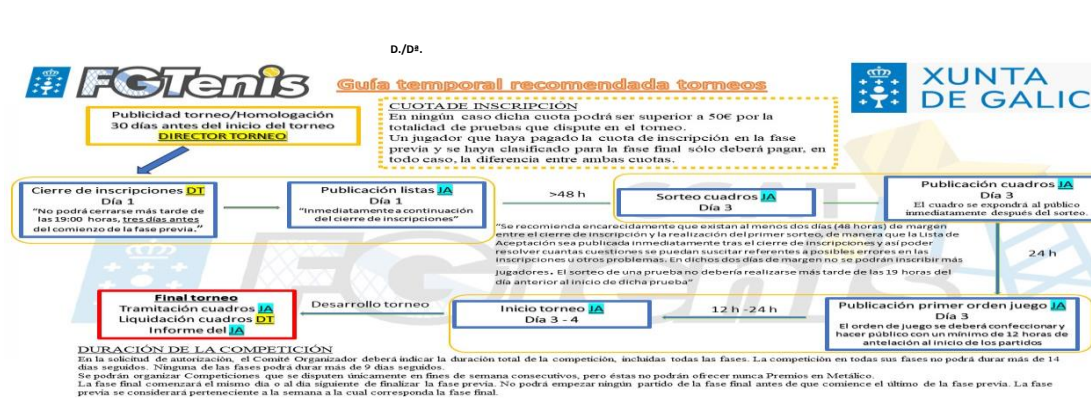 D./Dª.
FGTenis
Guía temporal recomendada torneos
XUNTA
DE GALIC
Publicidad torneo/Homologación
30 días antes del inicio del torneo
DIRECTOR TORNEO
CUOTA DE INSCRIPCIÓN
En ningún caso dicha cuota podrá ser superior a 50€ por la
totalidad de pruebas que dispute en el torneo.
Un jugador que haya pagado la cuota de inscripción en la fase
previa y se haya clasificado para la fase final sólo deberá pagar, en
todo caso, la diferencia entre ambas cuotas.
Cierre de inscripciones DT
Día 1
"No podrá cerrarse más tarde de
las 19:00 horas, tres días antes
del comienzo de la fase previa."
Publicación listas JA
Día 1
"Inmediatamente a continuación
del cierre de inscripciones"
>48 h
Sorteo cuadros JA
Día 3
Publicación cuadros JA
Día 3
El cuadro se expondrá al público
inmediatamente después del sorteo.
"Se recomienda encarecidamente que existan al menos dos días (48 horas) de margen
entre el cierre de inscripción y la realización del primer sorteo, de manera que la Lista de
Aceptación sea publicada inmediatamente tras el cierre de inscripciones y así poder
resolver cuantas cuestiones se puedan suscitar referentes a posibles errores en las
inscripciones u otros problemas. En dichos dos días de margen no se podrán inscribir más
jugadores. El sorteo de una prueba no debería realizarse más tarde de las 19 horas del
día anterior al inicio de dicha prueba"
24 h
Final torneo
Tramitación cuadros JA
Liquidación cuadros DT
Informe del JA
Desarrollo torneo
Inicio torneo JA
Día 3 - 4
12 h -24 h
Publicación primer orden juego JA
Día 3
El orden de juego se deberá confeccionar y
hacer público con un mínimo de 12 horas de
antelación al inicio de los partidos
DURACIÓN DE LA COMPETICIÓN
En la solicitud de autorización, el Comité Organizador deberá indicar la duración total de la competición, incluidas todas las fases. La competición en todas sus fases no podrá durar más de 14
días seguidos. Ninguna de las fases podrá durar más de 9 días seguidos.
Se podrán organizar Competiciones que se disputen únicamente en fines de semana consecutivos, pero éstas no podrán ofrecer nunca Premios en Metálico.
La fase final comenzará el mismo día o al día siguiente de finalizar la fase previa. No podrá empezar ningún partido de la fase final antes de que comience el último de la fase previa. La fase
previa se considerará perteneciente a la semana a la cual corresponda la fase final.